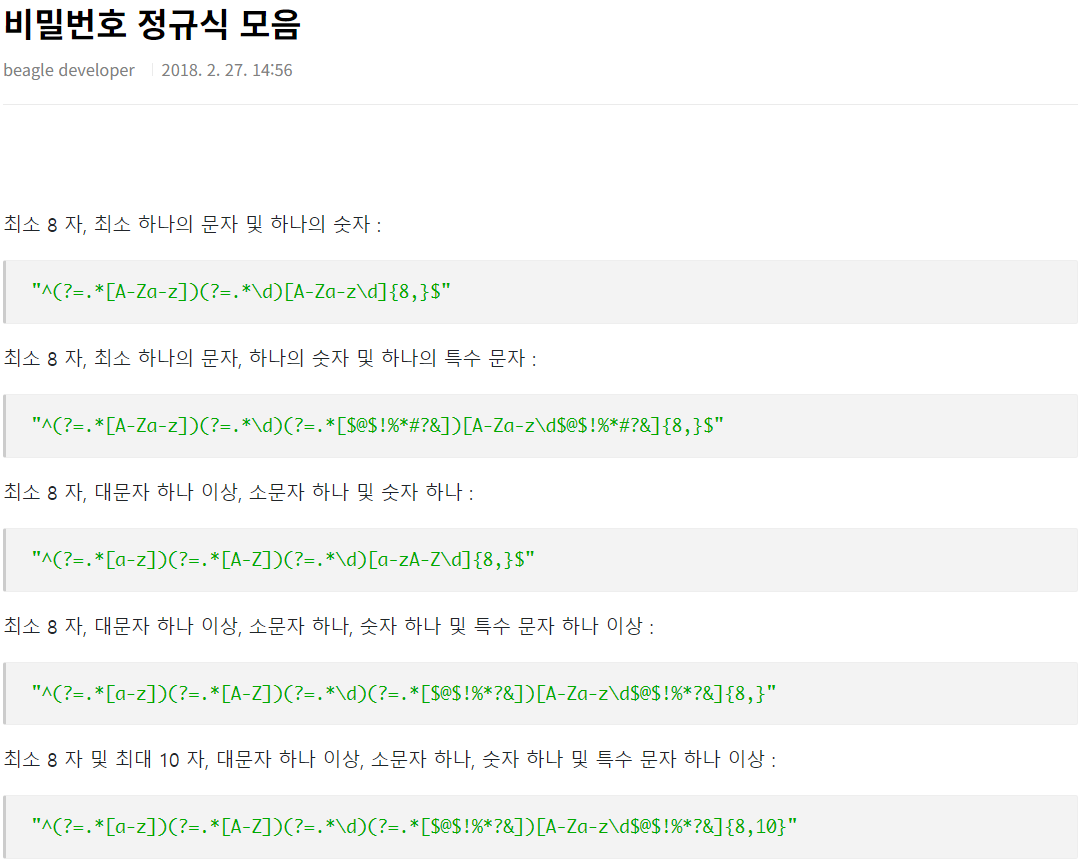 비밀번호 정규식 모음
beagle developer 2018. 2. 27. 14:56
최소 8 자, 최소 하나의 문자 및 하나의 숫자 :
"^(?=.*[A-Za-z])(?=.*\d)[A-Za-z\d]{8,}$"
최소 8 자, 최소 하나의 문자, 하나의 숫자 및 하나의 특수 문자 :
"^(?=.*[A-Za-z])(?=.*\d)(?=.*[$@$!%*#?&])[A-Za-z\d$@$!%*#?&]{8,}$"
최소 8 자, 대문자 하나 이상, 소문자 하나 및 숫자 하나 :
"^(?=.*[a-z])(?=.*[A-Z])(?=.*\d)[a-zA-Z\d]{8,}$"
최소 8 자, 대문자 하나 이상, 소문자 하나, 숫자 하나 및 특수 문자 하나 이상 :
"^(?=.*[a-z])(?=.*[A-Z])(?=.*\d)(?=.*[$@$!%*?&])[A-Za-z\d$@$!%*?&]{8,}"
최소 8 자 및 최대 10 자, 대문자 하나 이상, 소문자 하나, 숫자 하나 및 특수 문자 하나 이상 :
"^(?=.*[a-z])(?=.*[A-Z])(?=.*\d)(?=.*[$@$!%*?&])[A-Za-z\d$@$!%*?&]{8,10}"